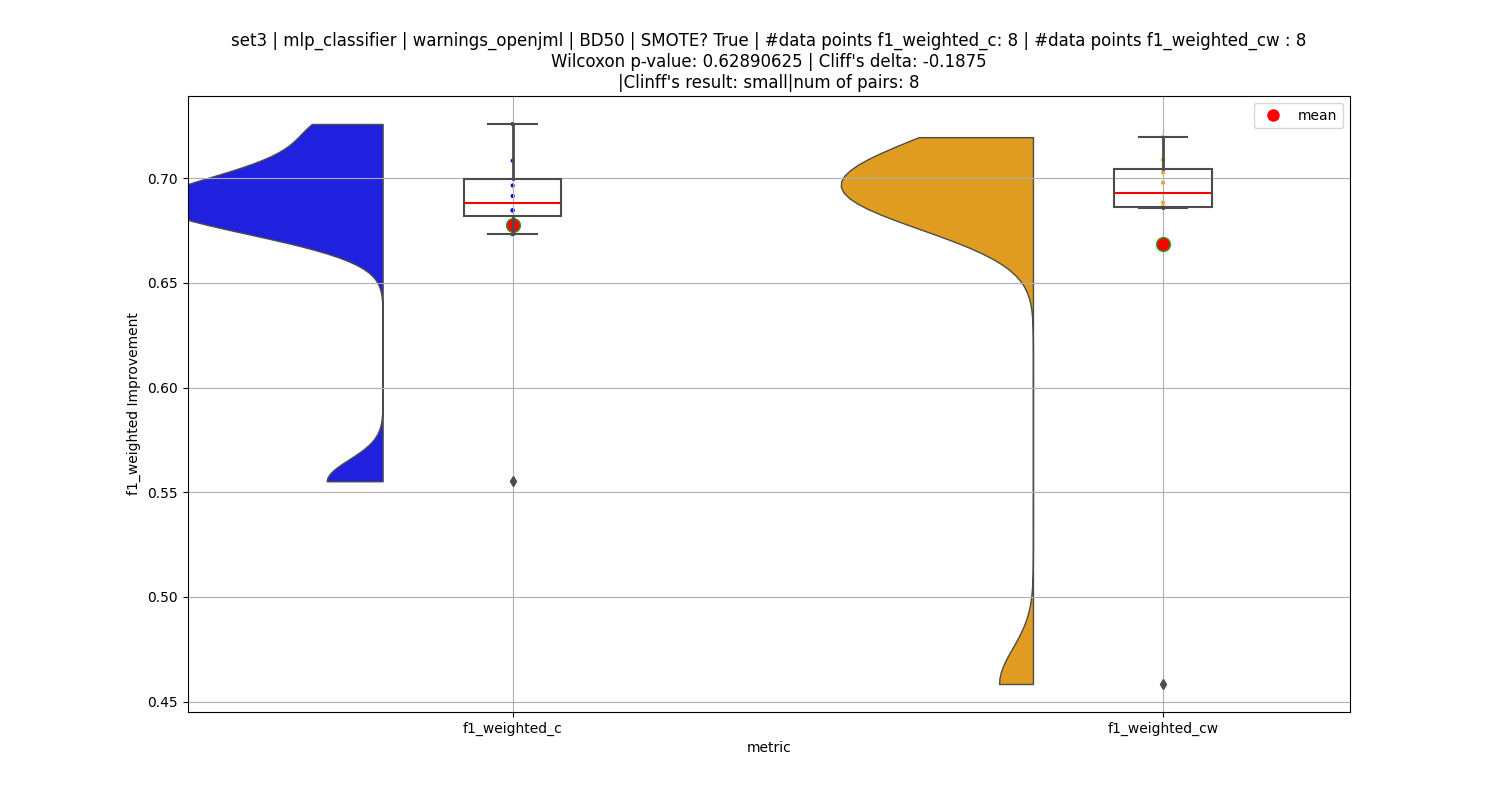 set3 | mlp_classifier | warnings_openjml | BD50 | SMOTE? True | #data points f1_weighted_c: 8 | #data points f1_weighted_cw : 8
Wilcoxon p-value: 0.62890625 | Cliff's delta: -0.1875
|Clinff's result: small|num of pairs: 8
mean
f1_weighted Improvement
0.70
0.65
0.60
0.55
0.50
0.45
f1_weighted_c
f1_weighted_cw
metric